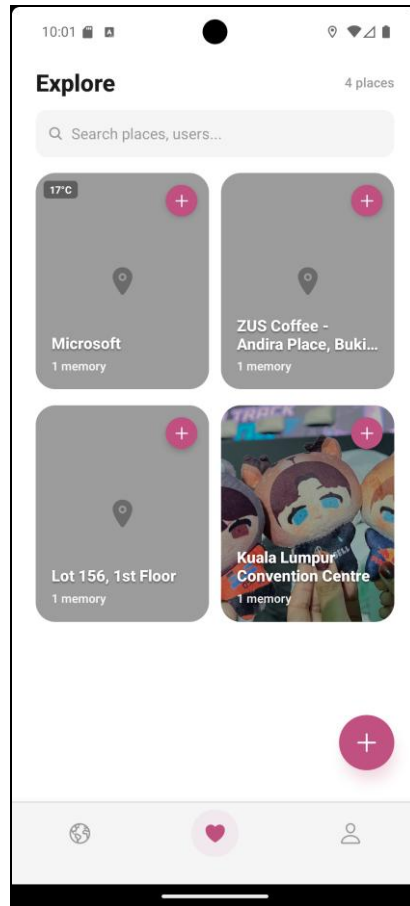 10:01
Explore
4 places
Search places, users...
17°C
Microsoft
1 memory
ZUS Coffee -
Andira Place, Buki...
1 memory
Lot 156, 1st Floor
1 memory
TRACK
Kuala Lumpur
Convention Centre
1 memory